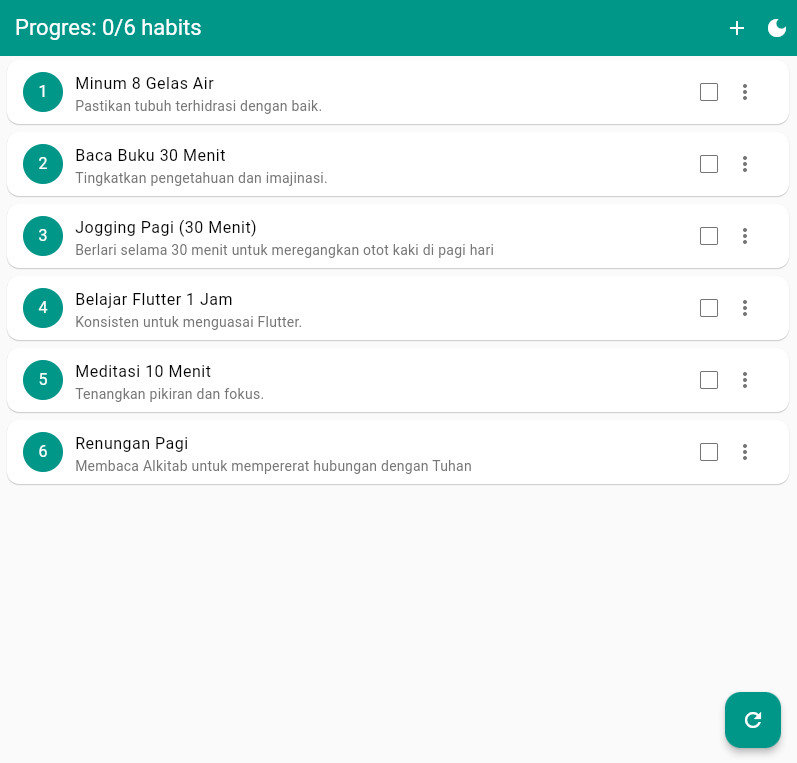 Progres: 0/6 habits
1
Minum 8 Gelas Air
Pastikan tubuh terhidrasi dengan baik.
2
Baca Buku 30 Menit
Tingkatkan pengetahuan dan imajinasi.
3
Jogging Pagi (30 Menit)
Berlari selama 30 menit untuk meregangkan otot kaki di pagi hari
4
Belajar Flutter 1 Jam
Konsisten untuk menguasai Flutter.
5
Meditasi 10 Menit
Tenangkan pikiran dan fokus.
6
Renungan Pagi
Membaca Alkitab untuk mempererat hubungan dengan Tuhan